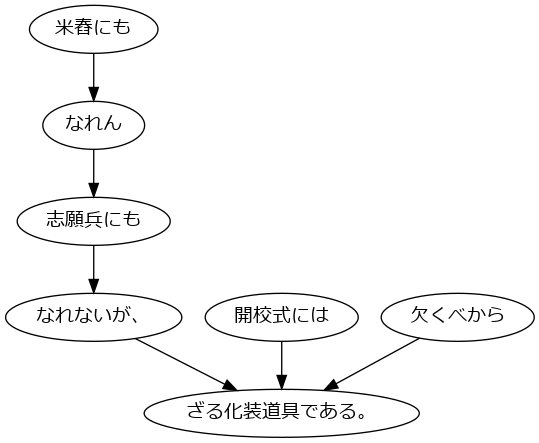 米舂にも
なれん
志願兵にも
なれないが、
開校式には
欠くべから
ざる化装道具である。